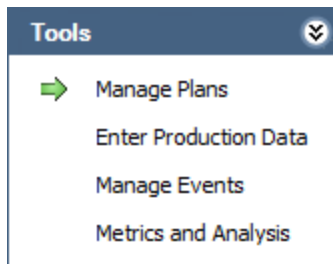 Tools
Manage Plans
Enter Production Data
Manage Events
Metrics and Analysis